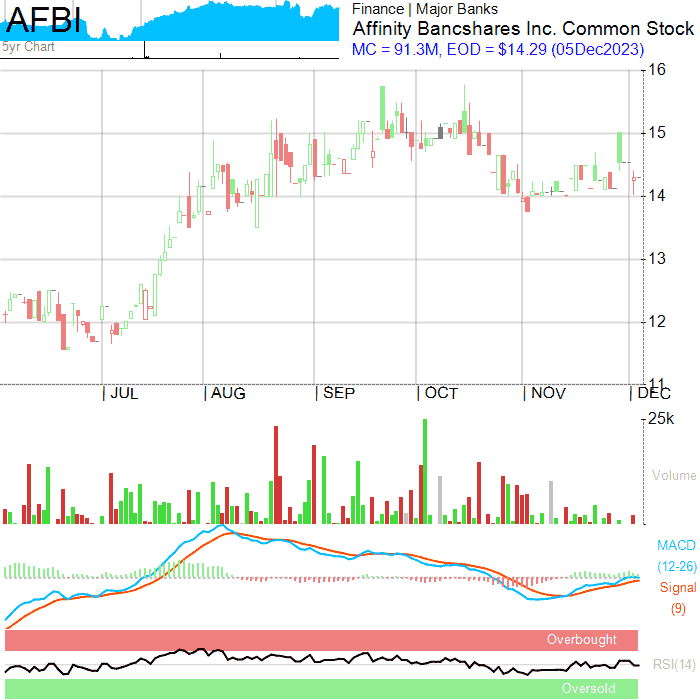 AFBI
Finance | Major Banks
Affinity Bancshares Inc. Common Stock
5yr Chart
MC = 91.3M, EOD = $14.29 (05Dec2023)
16
15
14
13
12
11
JUL AUG SEP OCT NOV DEC
25k
Volume
MACD
(12-26)
Signal
(9)
Overbought
RSI(14)
Oversold